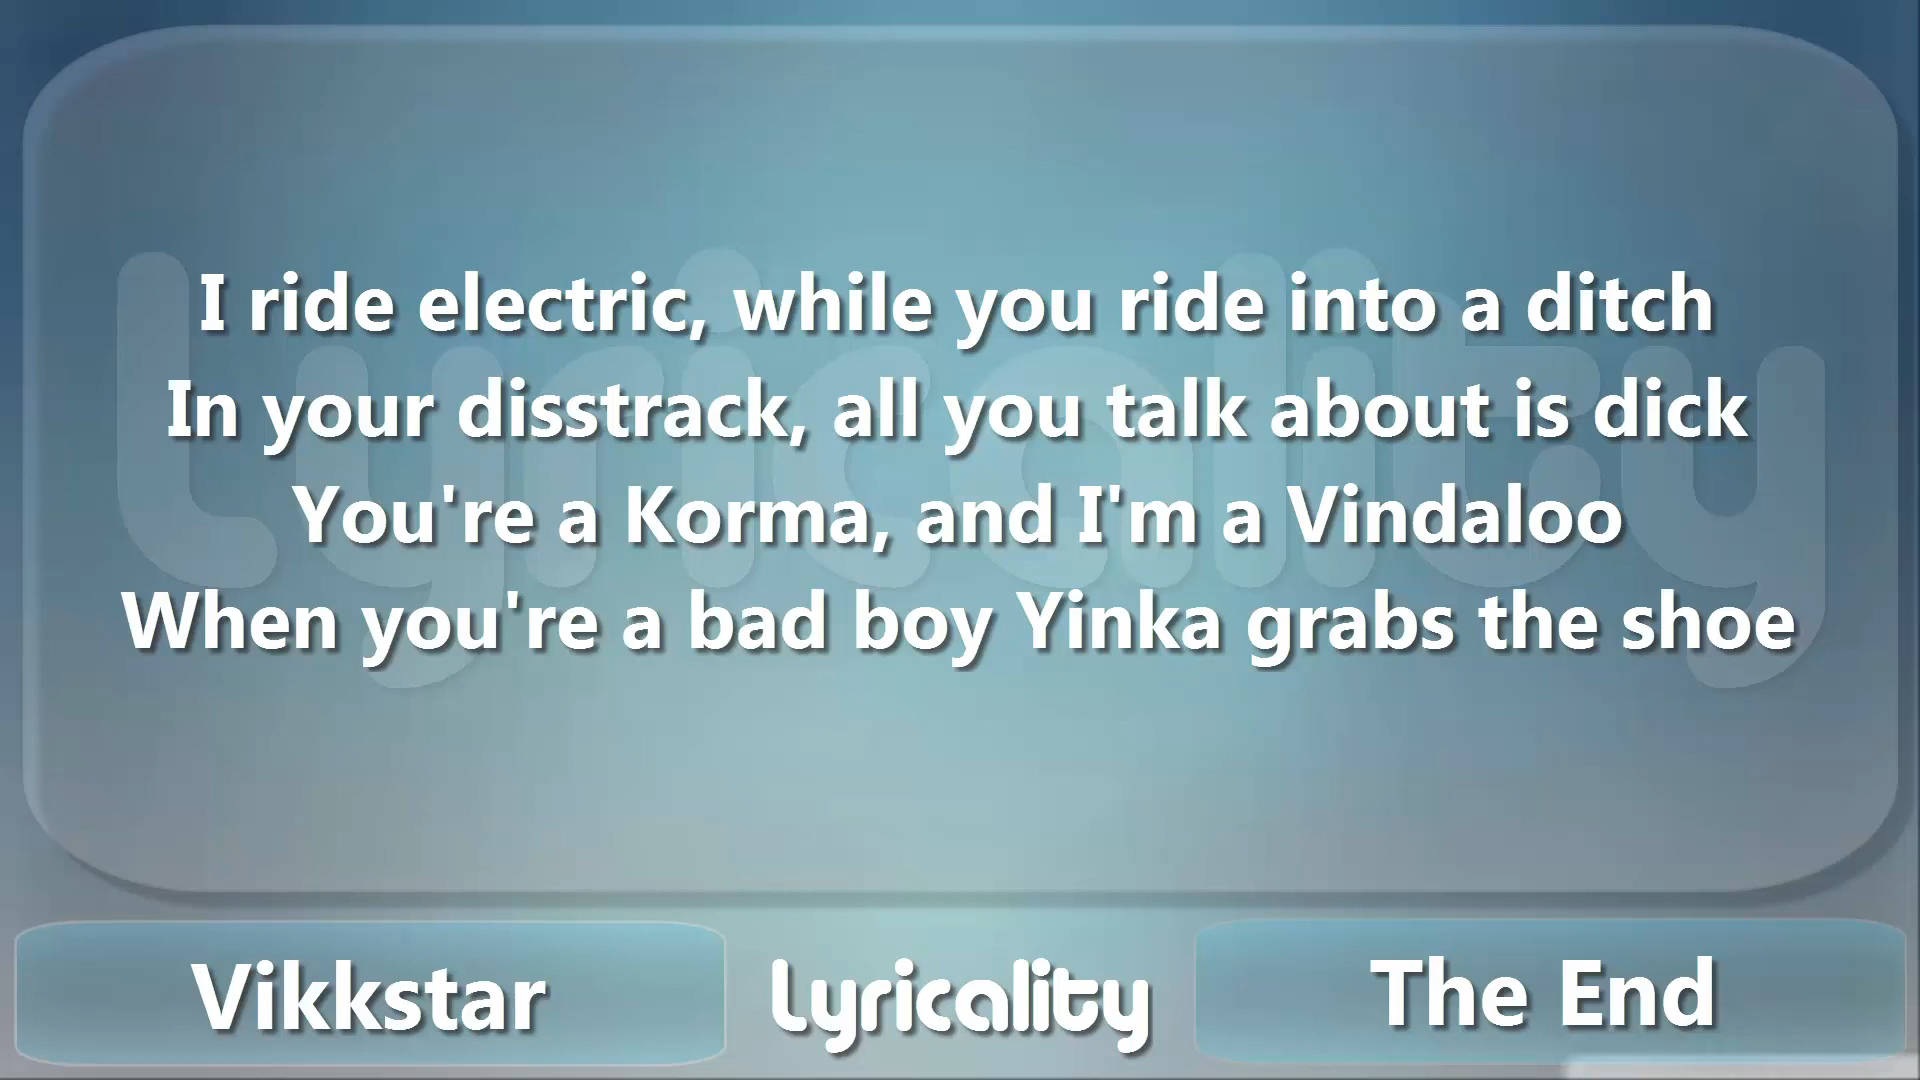 I ride electric, while you ride into a ditch
In your disstrack, all you talk about is dick
You're a Korma, and I'm a Vindaloo
When you're a bad boy Yinka grabs the shoe
Lyricality
Vikkstar
Lyricality
The End